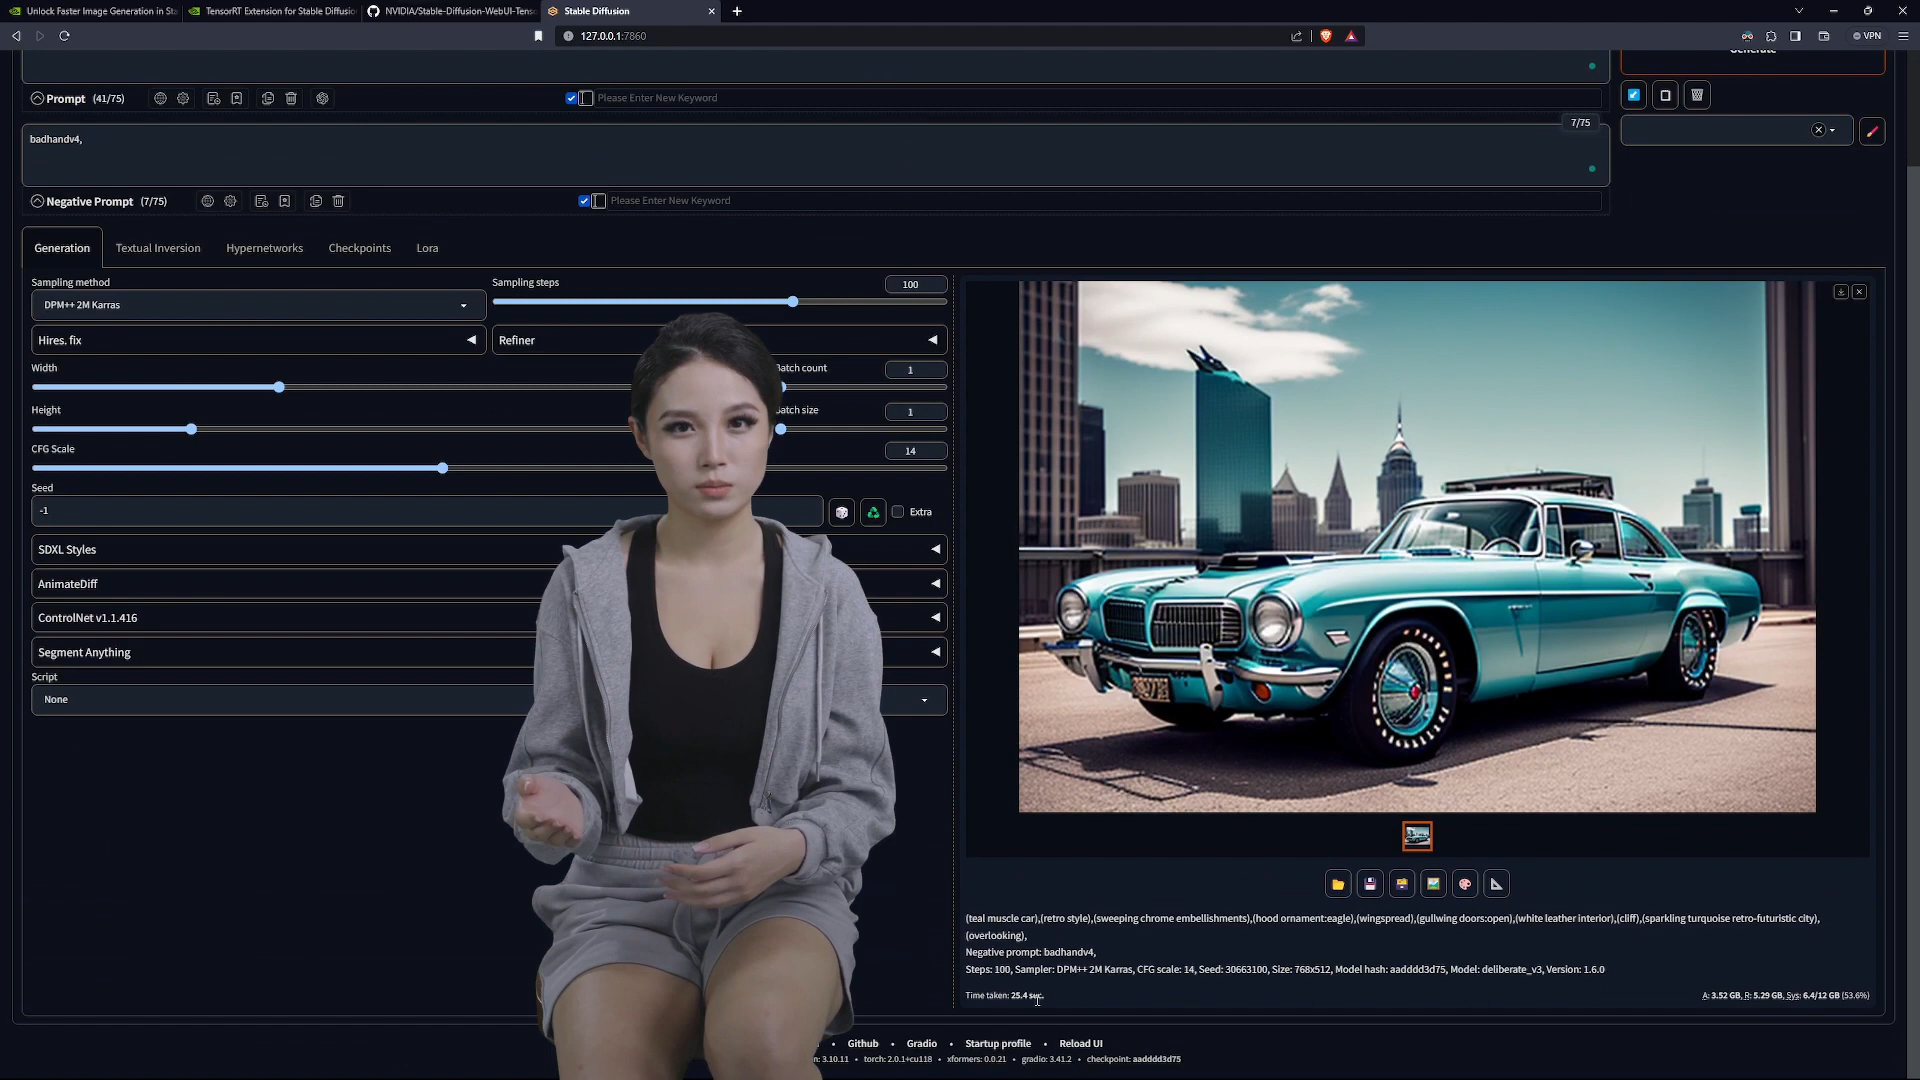 Unlock Faster Image Generation in Sta
TensorRT Extension for Stable Diffusion
NVIDIA/Stable-Diffusion-WebUI-Tens
Stable Diffusion
127.0.0.1:7860
VPN
Generate
Prompt (41/75)
Please Enter New Keyword
7/75
badhandv4,
Negative Prompt (7/75)
Please Enter New Keyword
Generation
Textual Inversion
Hypernetworks
Checkpoints
Lora
Sampling method
Sampling steps
100
DPM++ 2M Karras
Hires. fix
Refiner
Width
Batch count
1
Height
Batch size
1
CFG Scale
14
Seed
-1
Extra
SDXL Styles
AnimateDiff
ControlNet v1.1.416
Segment Anything
Script
None
(teal muscle car),(retro style),(sweeping chrome embellishments),(hood ornament:eagle),(wingspread),(gullwing doors:open),(white leather interior),(cliff),(sparkling turquoise retro-futuristic city),
(overlooking),
Negative prompt: badhandv4,
Steps: 100, Sampler: DPM++ 2M Karras, CFG scale: 14, Seed: 30663100, Size: 768x512, Model hash: aadddd3d75, Model: deliberate_v3, Version: 1.6.0
Time taken: 25.4 sec.
A: 3.52 GB, R: 5.29 GB, Sys: 6.4/12 GB (53.6%)
• Github • Gradio • Startup profile • Reload UI
3.10.11 • torch: 2.0.1+cu118 • xformers: 0.0.21 • gradio: 3.41.2 • checkpoint: aadddd3d75